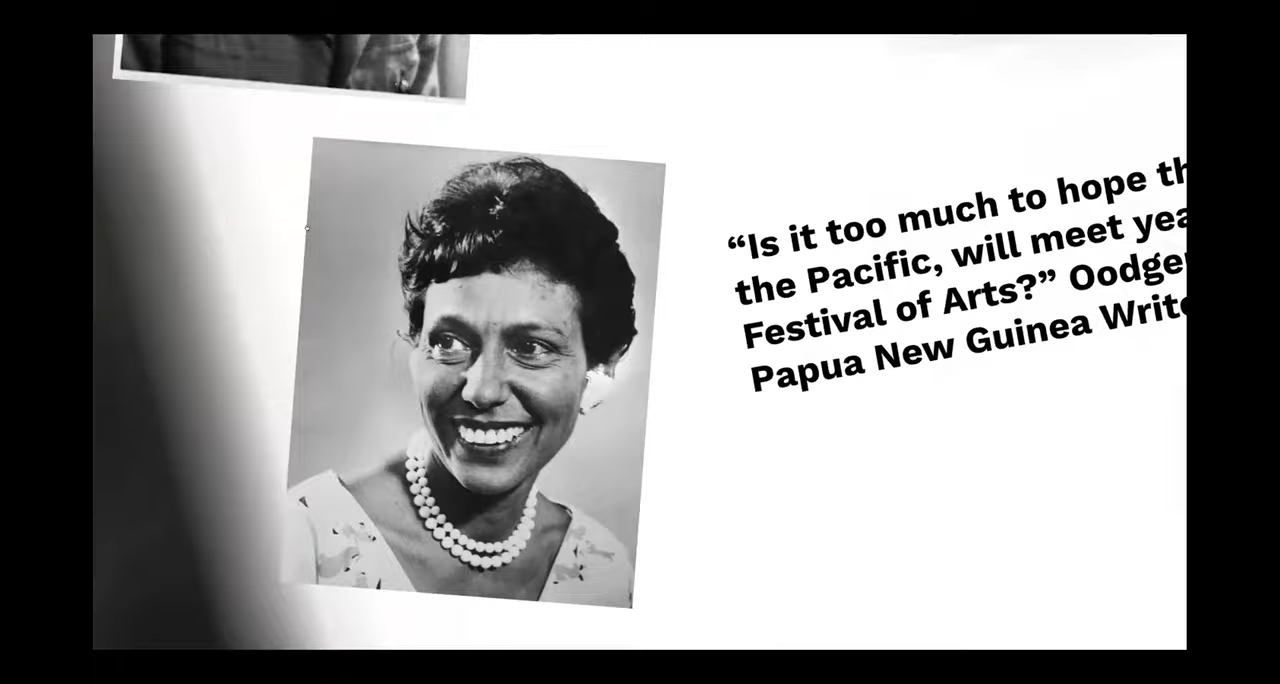 “Is it too much to hope th
the Pacific, will meet yea
Festival of Arts?” Oodge
Papua New Guinea Write